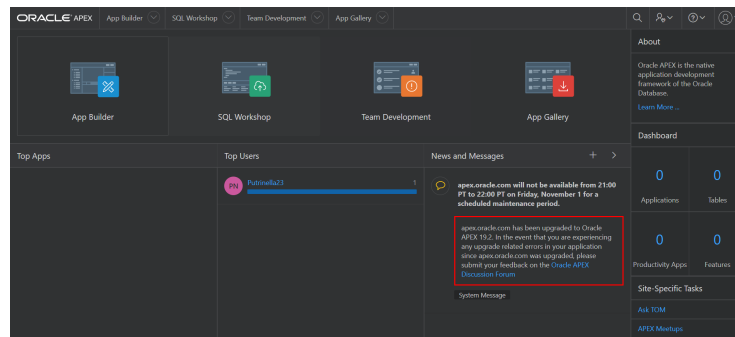 ORACLE APEX App Builder SQL Workshop Team Development App Gallery
App Builder
SQL Workshop
Team Development
App Gallery
About
Oracle APEX is the native
application development
framework of the Oracle
Database.
Learn More ...
Dashboard
0
Applications
0
Tables
0
Productivity Apps
0
Features
Site-Specific Tasks
Ask TOM
APEX Meetups
Top Apps
Top Users
PN Putrinella23 1
News and Messages
apex.oracle.com will not be available from 21:00
PT to 22:00 PT on Friday, November 1 for a
scheduled maintenance period.
apex.oracle.com has been upgraded to Oracle
APEX 19.2. In the event that you are experiencing
any upgrade related errors in your application
since apex.oracle.com was upgraded, please
submit your feedback on the Oracle APEX
Discussion Forum
System Message